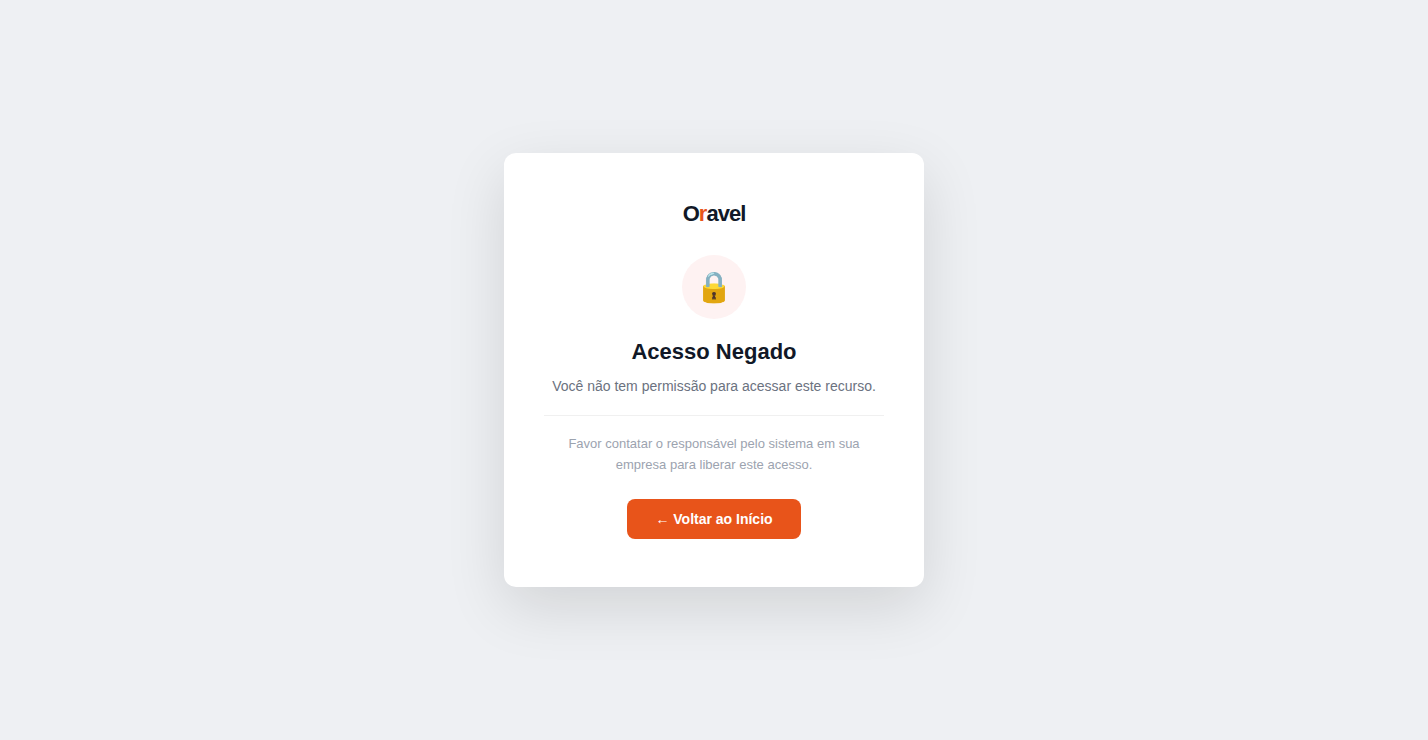 Oravel
Acesso Negado
Você não tem permissão para acessar este recurso.
Favor contatar o responsável pelo sistema em sua
empresa para liberar este acesso.
← Voltar ao Início